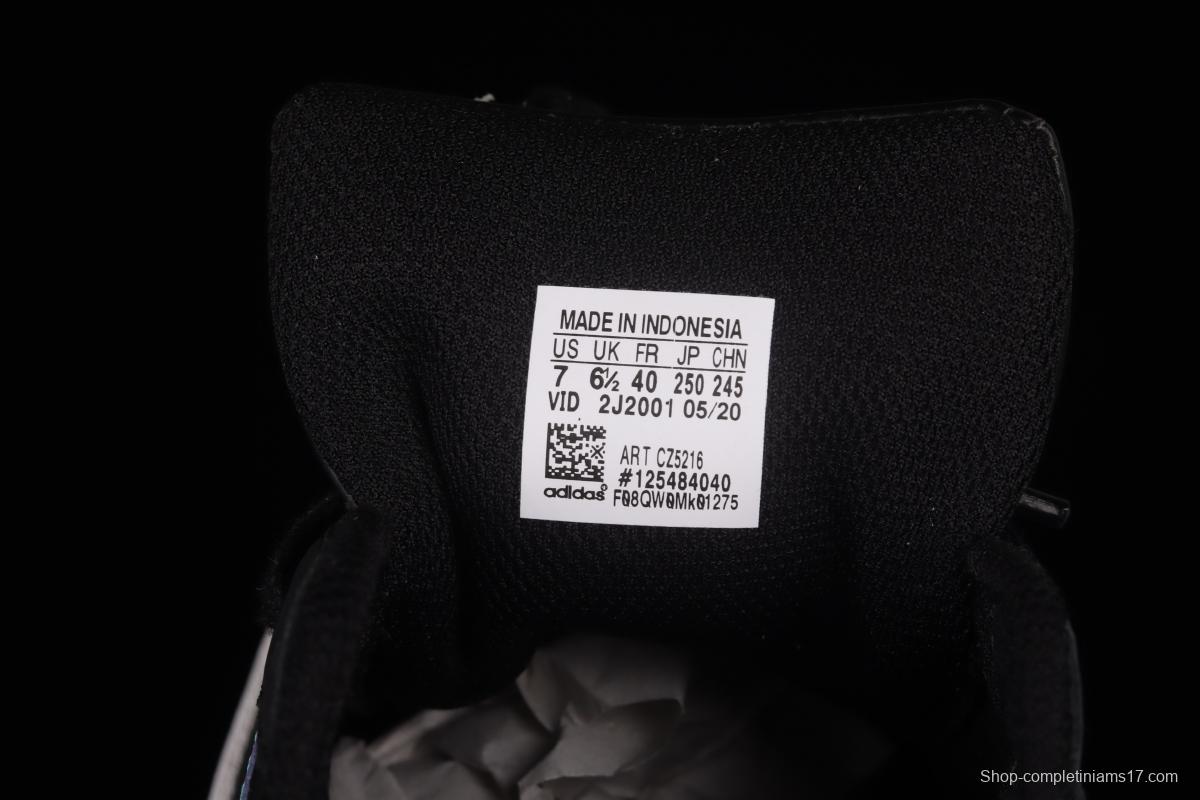 MADE IN INDONESIA
US UK FR JP CHN
7 6½ 40 250 245
VID 2J2001 05/20
ART CZ5216
#125484040
adidas F08QW0Mk01275
Shop-completiniams17.com